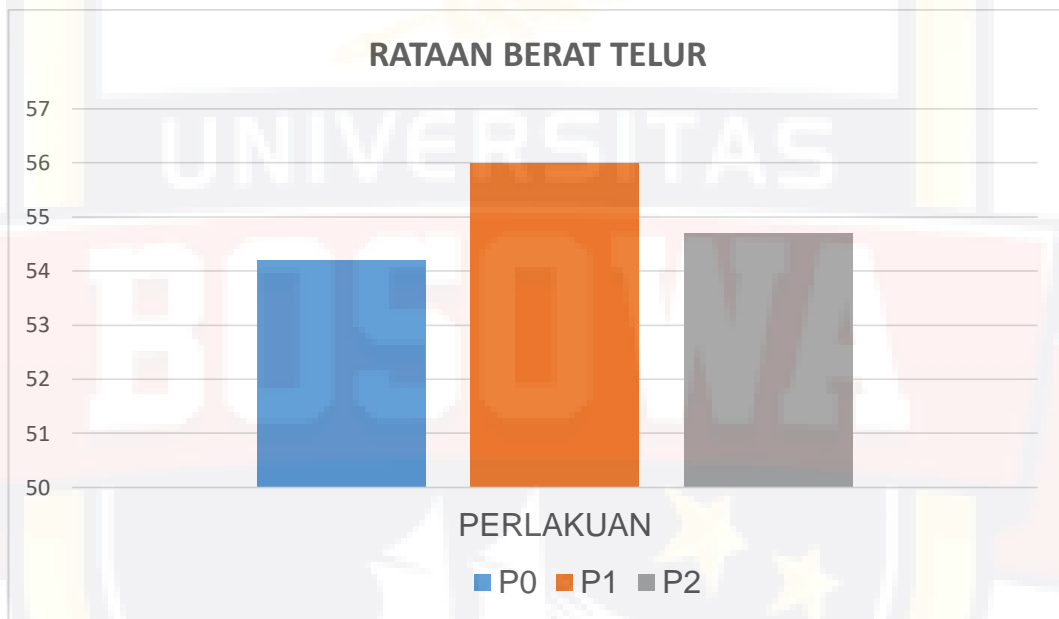 RATAAN BERAT TELUR
57
56
55
54
53
52
51
50
UNIVERSITAS
BOSOWA
PERLAKUAN
P0 P1 P2